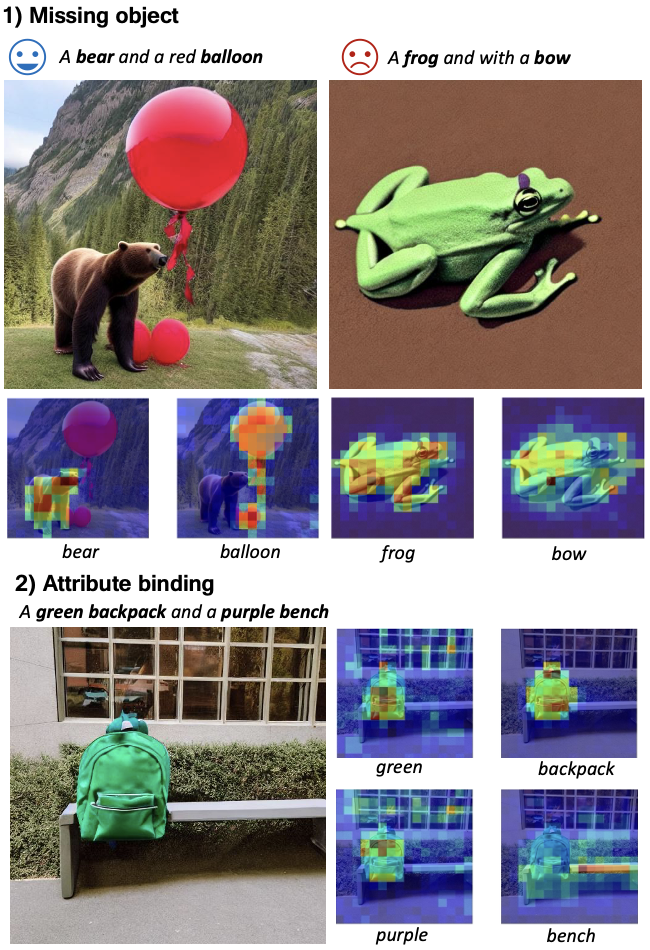 1) Missing object
A bear and a red balloon
A frog and with a bow
bear
balloon
frog
bow
2) Attribute binding
A green backpack and a purple bench
green
backpack
purple
bench